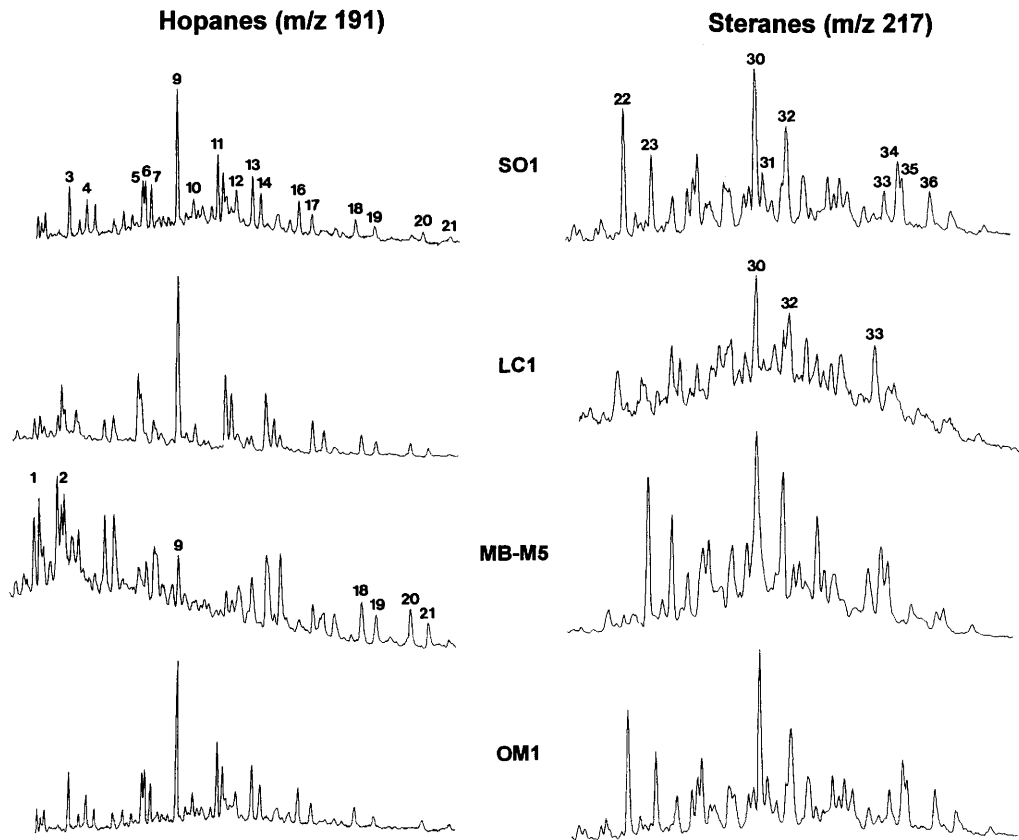 Hopanes (m/z 191)
Steranes (m/z 217)
3 4 5 6 7 9 10 11 12 13 14 16 17 18 19 20 21
SO1
22 23 30 31 32 33 34 35 36
LC1
30 32 33
1 2 9 18 19 20 21
MB-M5
OM1